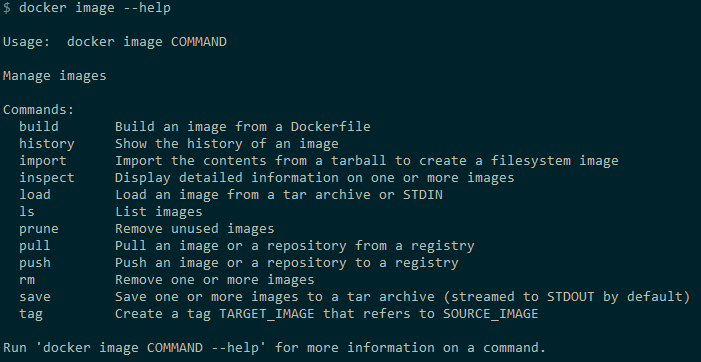 $ docker image --help
Usage:  docker image COMMAND
Manage images
Commands:
  build       Build an image from a Dockerfile
  history     Show the history of an image
  import      Import the contents from a tarball to create a filesystem image
  inspect     Display detailed information on one or more images
  load        Load an image from a tar archive or STDIN
  ls          List images
  prune       Remove unused images
  pull        Pull an image or a repository from a registry
  push        Push an image or a repository to a registry
  rm          Remove one or more images
  save        Save one or more images to a tar archive (streamed to STDOUT by default)
  tag         Create a tag TARGET_IMAGE that refers to SOURCE_IMAGE
Run 'docker image COMMAND --help' for more information on a command.